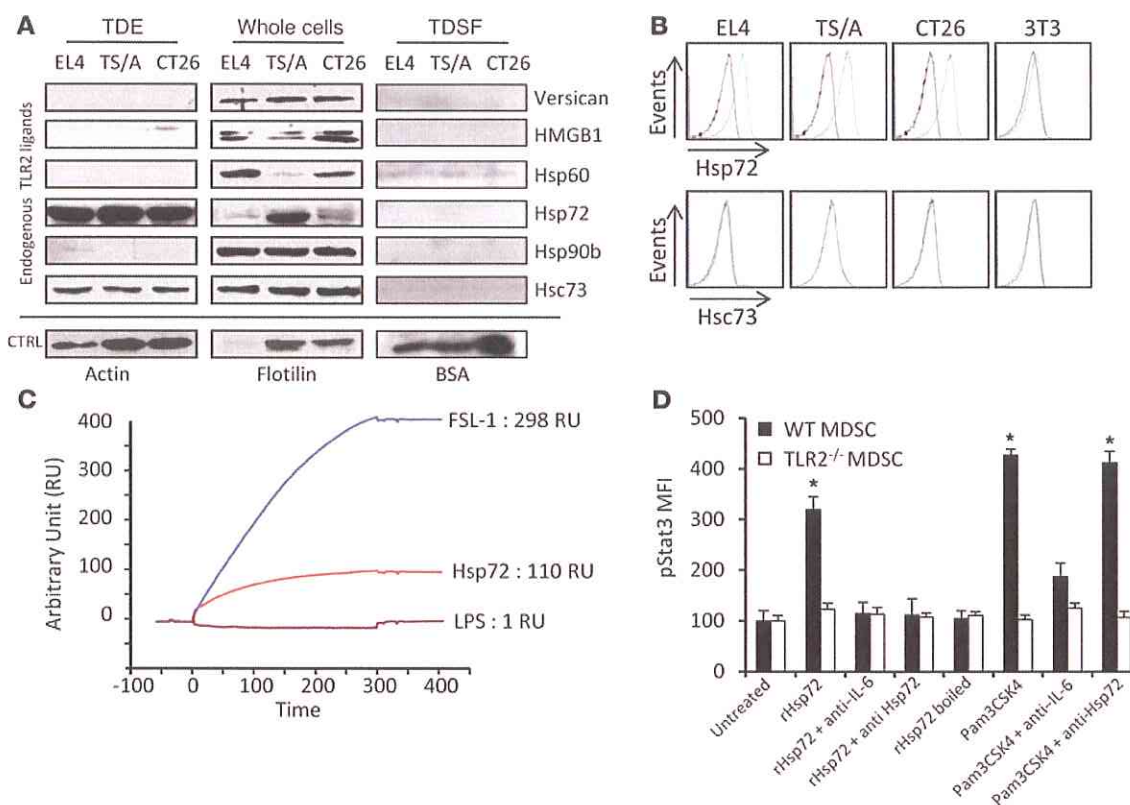 A
TDE Whole cells TDSF
EL4 TS/A CT26 EL4 TS/A CT26 EL4 TS/A CT26
Endogenous TLR2 ligands
Versican
HMGB1
Hsp60
Hsp72
Hsp90b
Hsc73
CTRL
Actin Flotilin BSA
B
EL4 TS/A CT26 3T3
Events
Hsp72
Events
Hsc73
C
Arbitrary Unit (RU)
400
400
300
200
100
0
FSL-1 : 298 RU
Hsp72 : 110 RU
LPS : 1 RU
-100 0 100 200 300 400 500
Time
D
pStat3 MFI
500
400
300
200
100
0
WT MDSC
TLR2-/- MDSC
* * *
Untreated
rHsp72
rHsp72 + anti-IL-6
rHsp72 + anti Hsp72
rHsp72 boiled
Pam3CSK4
Pam3CSK4 + anti-IL-6
Pam3CSK4 + anti-Hsp72